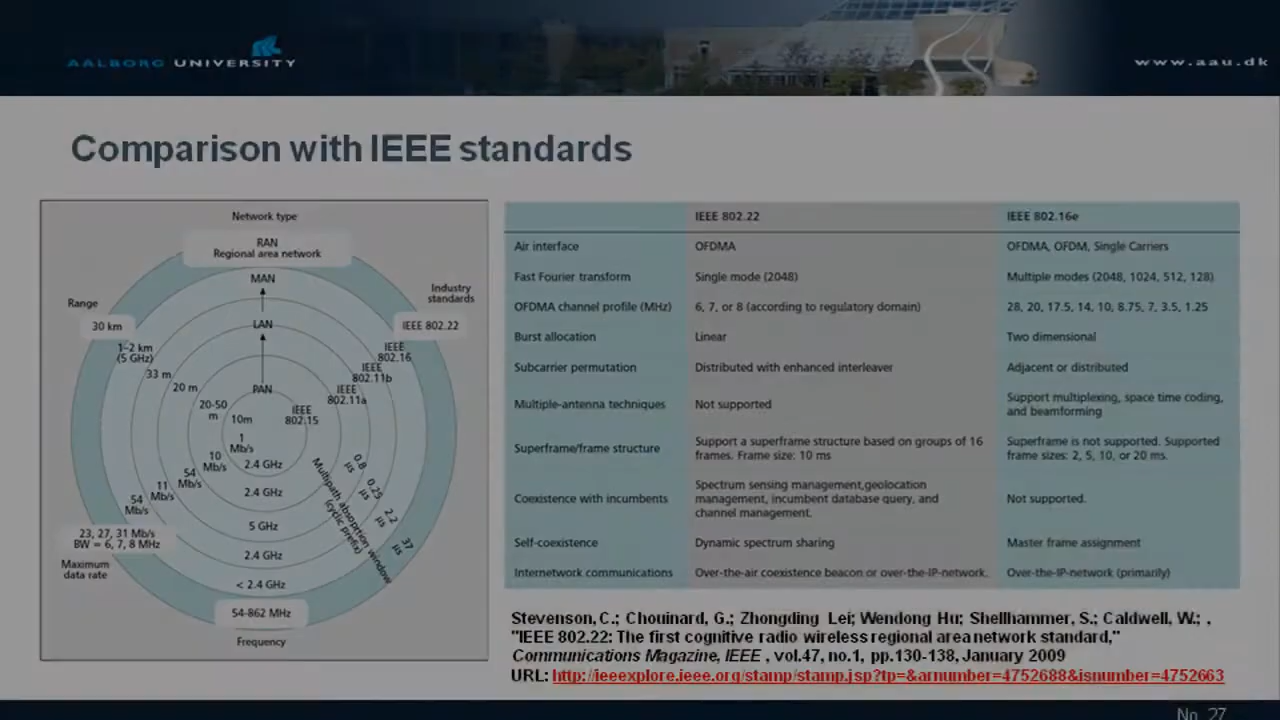 AALBORG UNIVERSITY
www.aau.dk
Comparison with IEEE standards
Network type
RAN
Regional area network
MAN
LAN
PAN
Range
30 km
1–2 km
(5 GHz)
33 m
20 m
20-50
m
10m
Industry
standards
IEEE 802.22
IEEE
802.16
IEEE
802.11b
IEEE
802.11a
IEEE
802.15
1
Mb/s
10
Mb/s
54
Mb/s
11
Mb/s
54
Mb/s
23, 27, 31 Mb/s
BW = 6, 7, 8 MHz
Maximum
data rate
2.4 GHz
2.4 GHz
5 GHz
2.4 GHz
< 2.4 GHz
54-862 MHz
Frequency
0.8
µs
0.25
µs
2.2
µs
37
µs
Multipath absorption window
(cyclic prefix)
IEEE 802.22 IEEE 802.16e
Air interface OFDMA OFDMA, OFDM, Single Carriers
Fast Fourier transform Single mode (2048) Multiple modes (2048, 1024, 512, 128)
OFDMA channel profile (MHz) 6, 7, or 8 (according to regulatory domain) 28, 20, 17.5, 14, 10, 8.75, 7, 3.5, 1.25
Burst allocation Linear Two dimensional
Subcarrier permutation Distributed with enhanced interleaver Adjacent or distributed
Multiple-antenna techniques Not supported Support multiplexing, space time coding,
and beamforming
Superframe/frame structure Support a superframe structure based on groups of 16 Superframe is not supported. Supported
frames. Frame size: 10 ms frame sizes: 2, 5, 10, or 20 ms.
Coexistence with incumbents Spectrum sensing management,geolocation
management, incumbent database query, and Not supported.
channel management.
Self-coexistence Dynamic spectrum sharing Master frame assignment
Internetwork communications Over-the-air coexistence beacon or over-the-IP-network. Over-the-IP-network (primarily)
Stevenson,C.; Chouinard, G.; Zhongding Lei; Wendong Hu; Shellhammer, S.; Caldwell, W.; .
"IEEE 802.22: The first cognitive radio wireless regional area network standard,"
Communications Magazine, IEEE , vol.47, no.1, pp.130-138, January 2009
URL: http://ieeexplore.ieee.org/stamp/stamp.jsp?tp=&arnumber=4752688&isnumber=4752663
No. 27